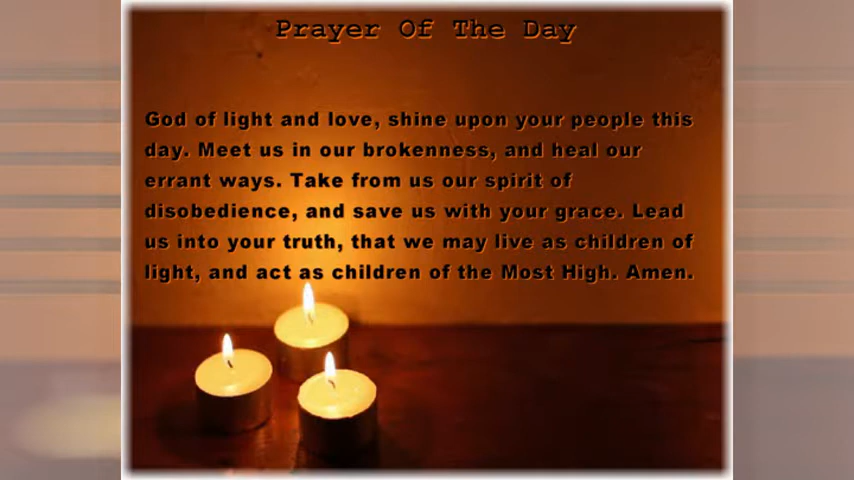 Prayer Of The Day
God of light and love, shine upon your people this
day. Meet us in our brokenness, and heal our
errant ways. Take from us our spirit of
disobedience, and save us with your grace. Lead
us into your truth, that we may live as children of
light, and act as children of the Most High. Amen.